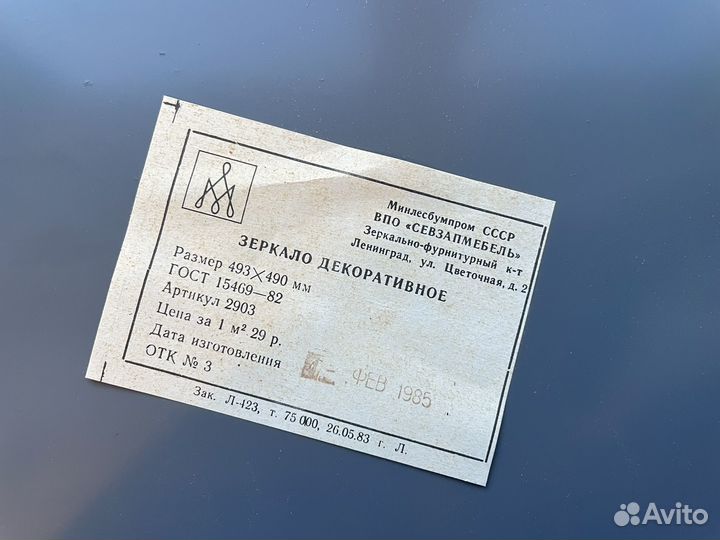 Минлесбумпром СССР
ВПО «СЕВЗАПМЕБЕЛЬ»
Зеркально-фурнитурный к-т
Ленинград, ул. Цветочная, д. 2
ЗЕРКАЛО ДЕКОРАТИВНОЕ
Размер 493×490 мм
ГОСТ 15469—82
Артикул 2903
Цена за 1 м² 29 р.
Дата изготовления ФЕВ 1985
ОТК № 3
Зак. Л-423, т. 75 000, 26.05.83 г. Л.
Avito